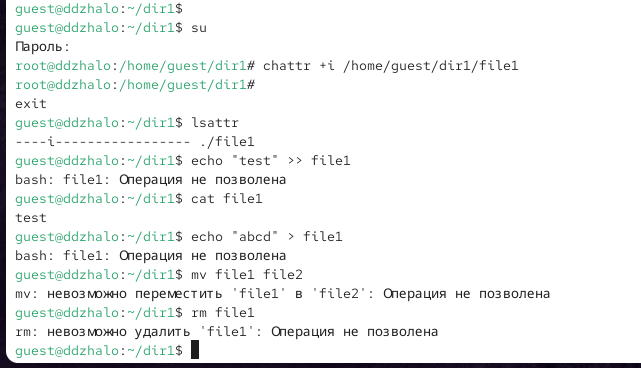 guest@ddzhalo:~/dir1$
guest@ddzhalo:~/dir1$ su
Пароль:
root@ddzhalo:/home/guest/dir1# chattr +i /home/guest/dir1/file1
root@ddzhalo:/home/guest/dir1#
exit
guest@ddzhalo:~/dir1$ lsattr
----i----------------- ./file1
guest@ddzhalo:~/dir1$ echo "test" >> file1
bash: file1: Операция не позволена
guest@ddzhalo:~/dir1$ cat file1
test
guest@ddzhalo:~/dir1$ echo "abcd" > file1
bash: file1: Операция не позволена
guest@ddzhalo:~/dir1$ mv file1 file2
mv: невозможно переместить 'file1' в 'file2': Операция не позволена
guest@ddzhalo:~/dir1$ rm file1
rm: невозможно удалить 'file1': Операция не позволена
guest@ddzhalo:~/dir1$